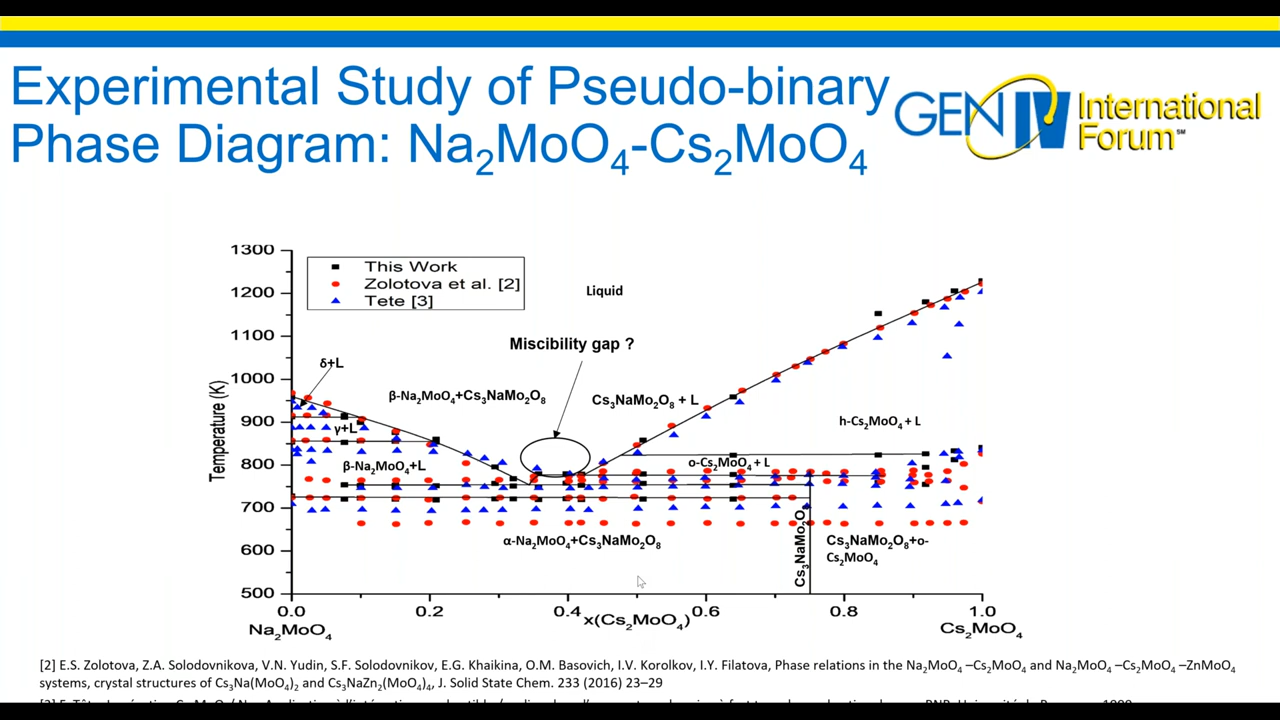 Experimental Study of Pseudo-binary
Phase Diagram: Na₂MoO₄-Cs₂MoO₄
GEN IV International
Forum℠
1300
1200
1100
1000
900
800
700
600
500
Temperature (K)
This Work
Zolotova et al. [2]
Tete [3]
Liquid
Miscibility gap ?
δ+L
β-Na₂MoO₄+Cs₃NaMo₂O₈
Cs₃NaMo₂O₈ + L
γ+L
h-Cs₂MoO₄ + L
β-Na₂MoO₄+L
o-Cs₂MoO₄ + L
α-Na₂MoO₄+Cs₃NaMo₂O₈
Cs₃NaMo₂O₈
Cs₃NaMo₂O₈+o-
Cs₂MoO₄
0.0 0.2 0.4 0.6 0.8 1.0
Na₂MoO₄ x(Cs₂MoO₄) Cs₂MoO₄
[2] E.S. Zolotova, Z.A. Solodovnikova, V.N. Yudin, S.F. Solodovnikov, E.G. Khaikina, O.M. Basovich, I.V. Korolkov, I.Y. Filatova, Phase relations in the Na₂MoO₄ –Cs₂MoO₄ and Na₂MoO₄ –Cs₂MoO₄ –ZnMoO₄
systems, crystal structures of Cs₃Na(MoO₄)₂ and Cs₃NaZn₂(MoO₄)₄, J. Solid State Chem. 233 (2016) 23–29